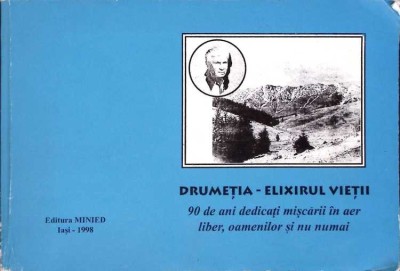 DRUMEȚIA - ELIXIRUL VIEȚII
90 de ani dedicați mișcării în aer
liber, oamenilor și nu numai
Editura MINIED
Iași - 1998